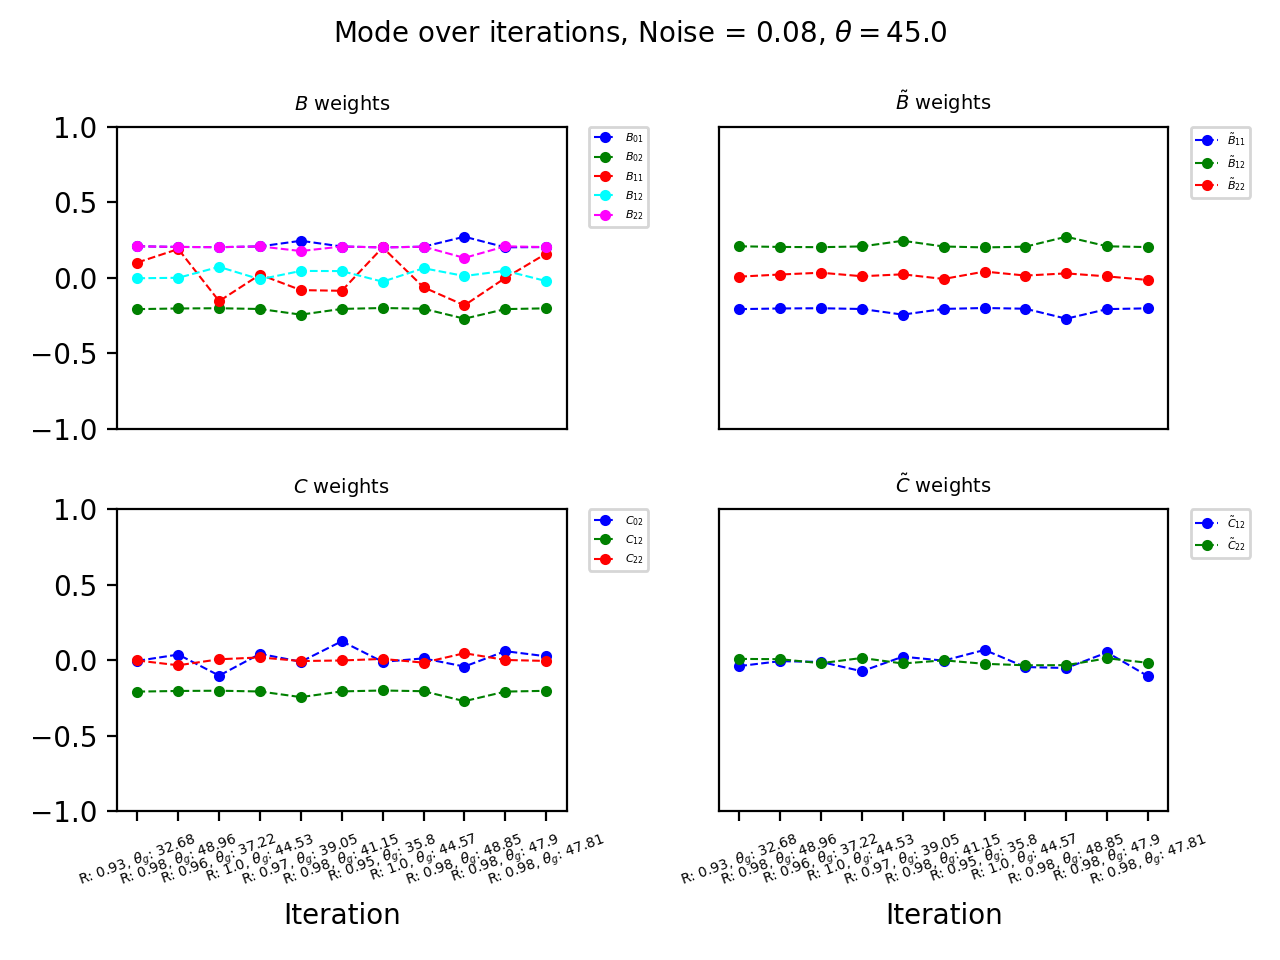 Mode over iterations, Noise = 0.08, θ = 45.0
B weights
B̃ weights
1.0
0.5
0.0
−0.5
−1.0
B₀₁
B₀₂
B₁₁
B₁₂
B₂₂
B̃₁₁
B̃₁₂
B̃₂₂
C weights
C̃ weights
1.0
0.5
0.0
−0.5
−1.0
C₀₂
C₁₂
C₂₂
C̃₁₂
C̃₂₂
R: 0.93, θg: 32.68
R: 0.98, θg: 48.96
R: 0.96, θg: 37.22
R: 1.0, θg: 44.53
R: 0.97, θg: 39.05
R: 0.98, θg: 41.15
R: 0.95, θg: 35.8
R: 1.0, θg: 44.57
R: 0.98, θg: 48.85
R: 0.98, θg: 47.9
R: 0.98, θg: 47.81
R: 0.93, θg: 32.68
R: 0.98, θg: 48.96
R: 0.96, θg: 37.22
R: 1.0, θg: 44.53
R: 0.97, θg: 39.05
R: 0.98, θg: 41.15
R: 0.95, θg: 35.8
R: 1.0, θg: 44.57
R: 0.98, θg: 48.85
R: 0.98, θg: 47.9
R: 0.98, θg: 47.81
Iteration
Iteration